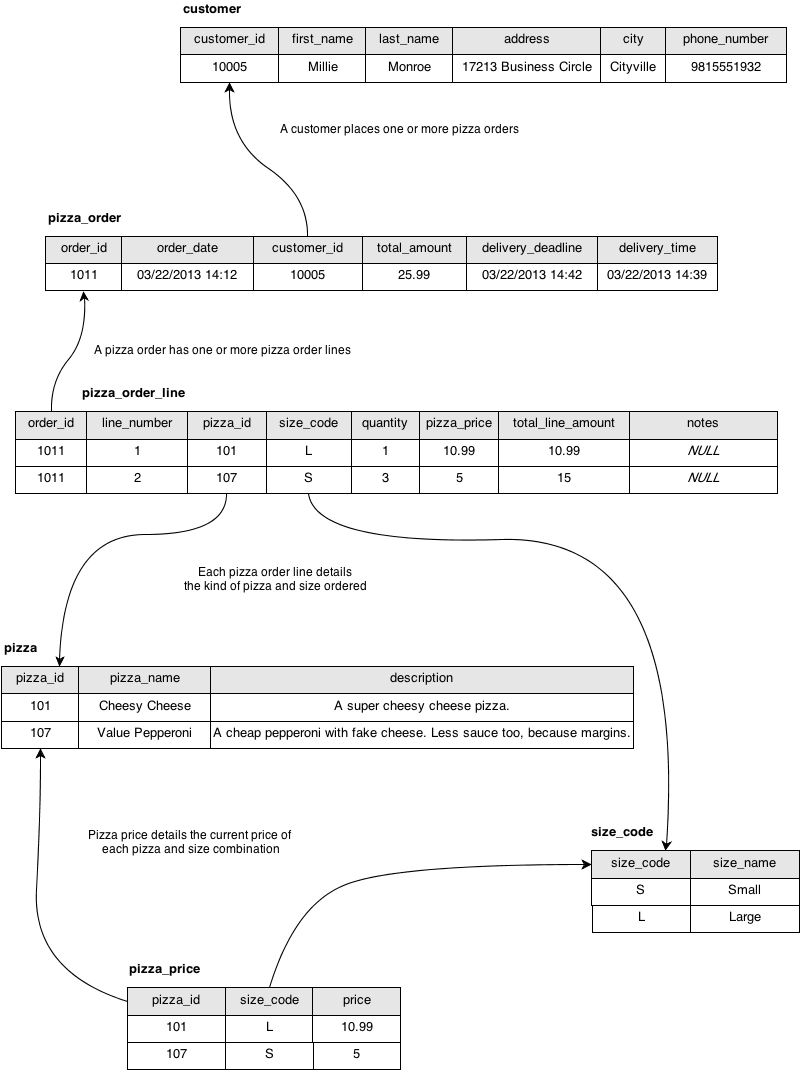 customer
customer_id first_name last_name address city phone_number
10005 Millie Monroe 17213 Business Circle Cityville 9815551932
A customer places one or more pizza orders
pizza_order
order_id order_date customer_id total_amount delivery_deadline delivery_time
1011 03/22/2013 14:12 10005 25.99 03/22/2013 14:42 03/22/2013 14:39
A pizza order has one or more pizza order lines
pizza_order_line
order_id line_number pizza_id size_code quantity pizza_price total_line_amount notes
1011 1 101 L 1 10.99 10.99 NULL
1011 2 107 S 3 5 15 NULL
Each pizza order line details
the kind of pizza and size ordered
pizza
pizza_id pizza_name description
101 Cheesy Cheese A super cheesy cheese pizza.
107 Value Pepperoni A cheap pepperoni with fake cheese. Less sauce too, because margins.
Pizza price details the current price of
each pizza and size combination
size_code
size_code size_name
S Small
L Large
pizza_price
pizza_id size_code price
101 L 10.99
107 S 5